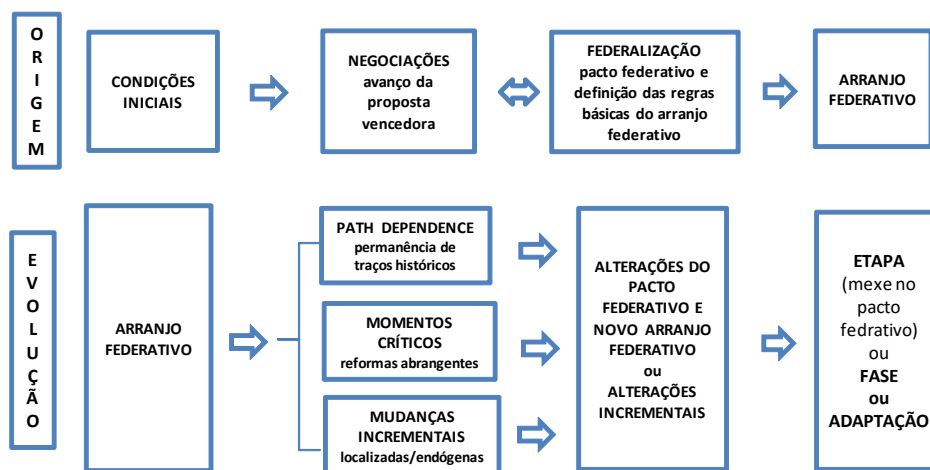 ORIGEM
CONDIÇÕES
INICIAIS
NEGOCIAÇÕES
avanço da
proposta
vencedora
FEDERALIZAÇÃO
pacto federativo e
definição das regras
básicas do arranjo
federativo
ARRANJO
FEDERATIVO
EVOLUÇÃO
ARRANJO
FEDERATIVO
PATH DEPENDENCE
permanência de
traços históricos
MOMENTOS
CRÍTICOS
reformas abrangentes
MUDANÇAS
INCREMENTAIS
localizadas/endógenas
ALTERAÇÕES DO
PACTO
FEDERATIVO E
NOVO ARRANJO
FEDERATIVO
ou
ALTERAÇÕES
INCREMENTAIS
ETAPA
(mexe no
pacto
fedrativo)
ou
FASE
ou
ADAPTAÇÃO